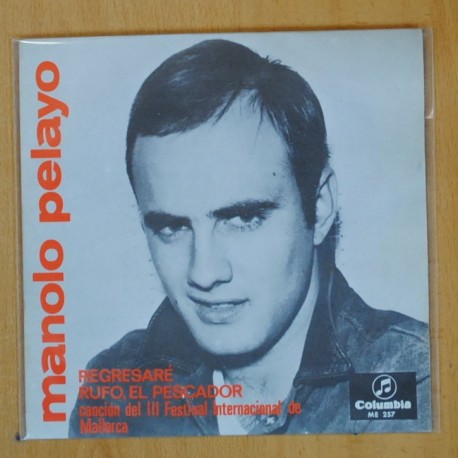 manolo pelayo
REGRESARÉ
RUFO, EL PESCADOR
canción del III Festival Internacional de
Mallorca
Columbia
ME 257